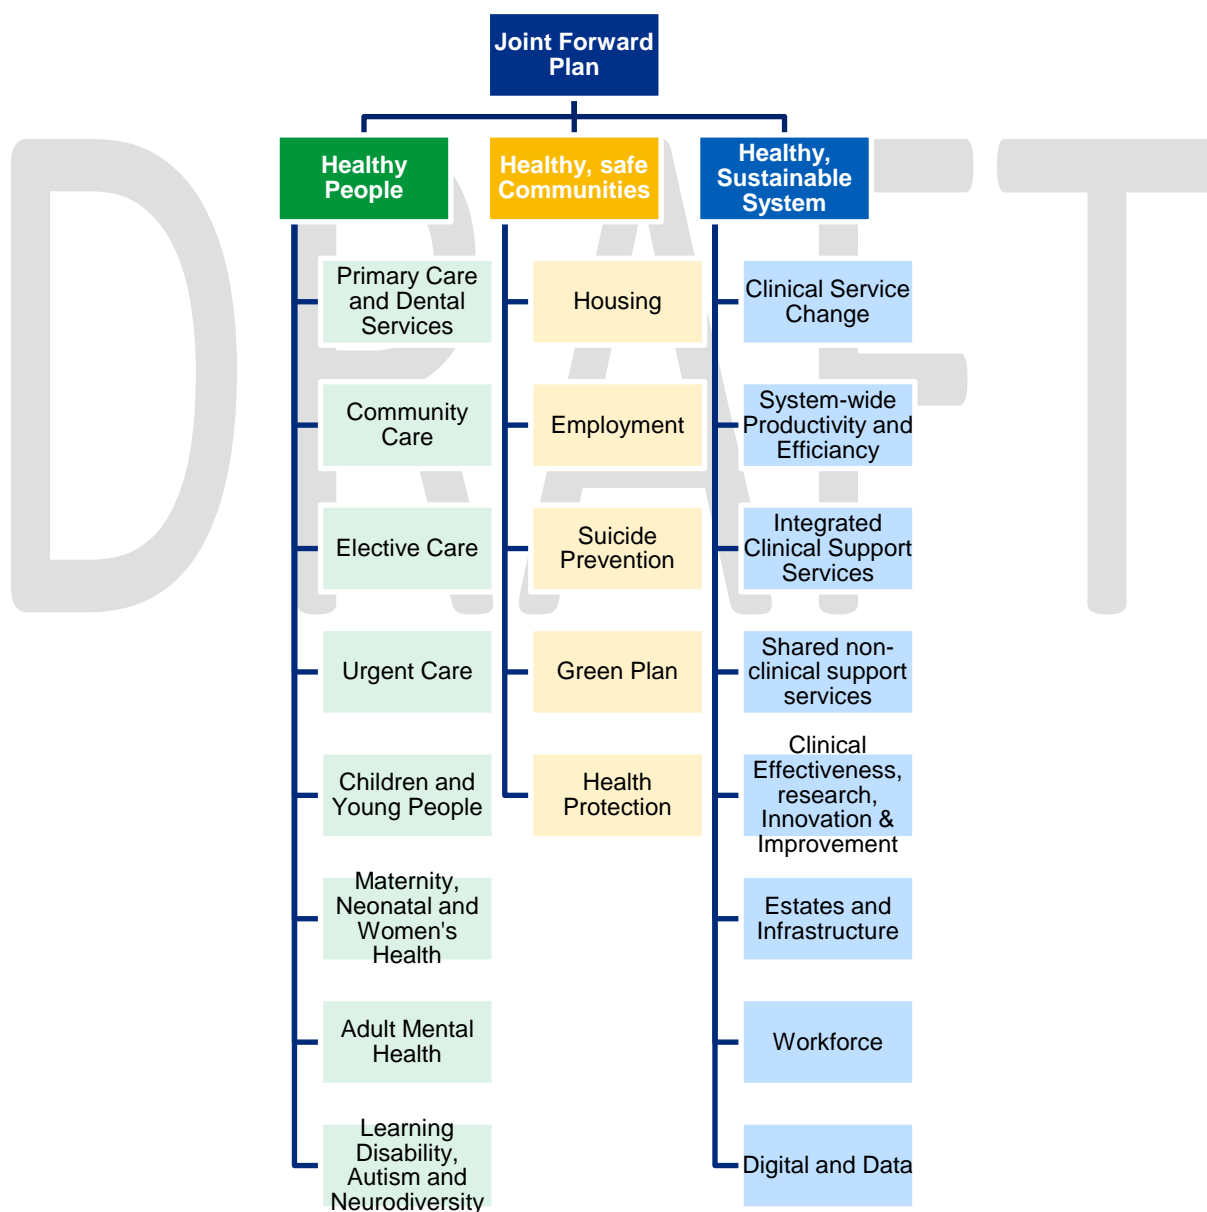 Joint Forward
Plan
Healthy
People
Healthy, safe
Communities
Healthy,
Sustainable
System
Primary Care
and Dental
Services
Community
Care
Elective Care
Urgent Care
Children and
Young People
Maternity,
Neonatal and
Women's
Health
Adult Mental
Health
Learning
Disability,
Autism and
Neurodiversity
Housing
Employment
Suicide
Prevention
Green Plan
Health
Protection
Clinical Service
Change
System-wide
Productivity and
Efficiancy
Integrated
Clinical Support
Services
Shared non-
clinical support
services
Clinical
Effectiveness,
research,
Innovation &
Improvement
Estates and
Infrastructure
Workforce
Digital and Data
DRAFT